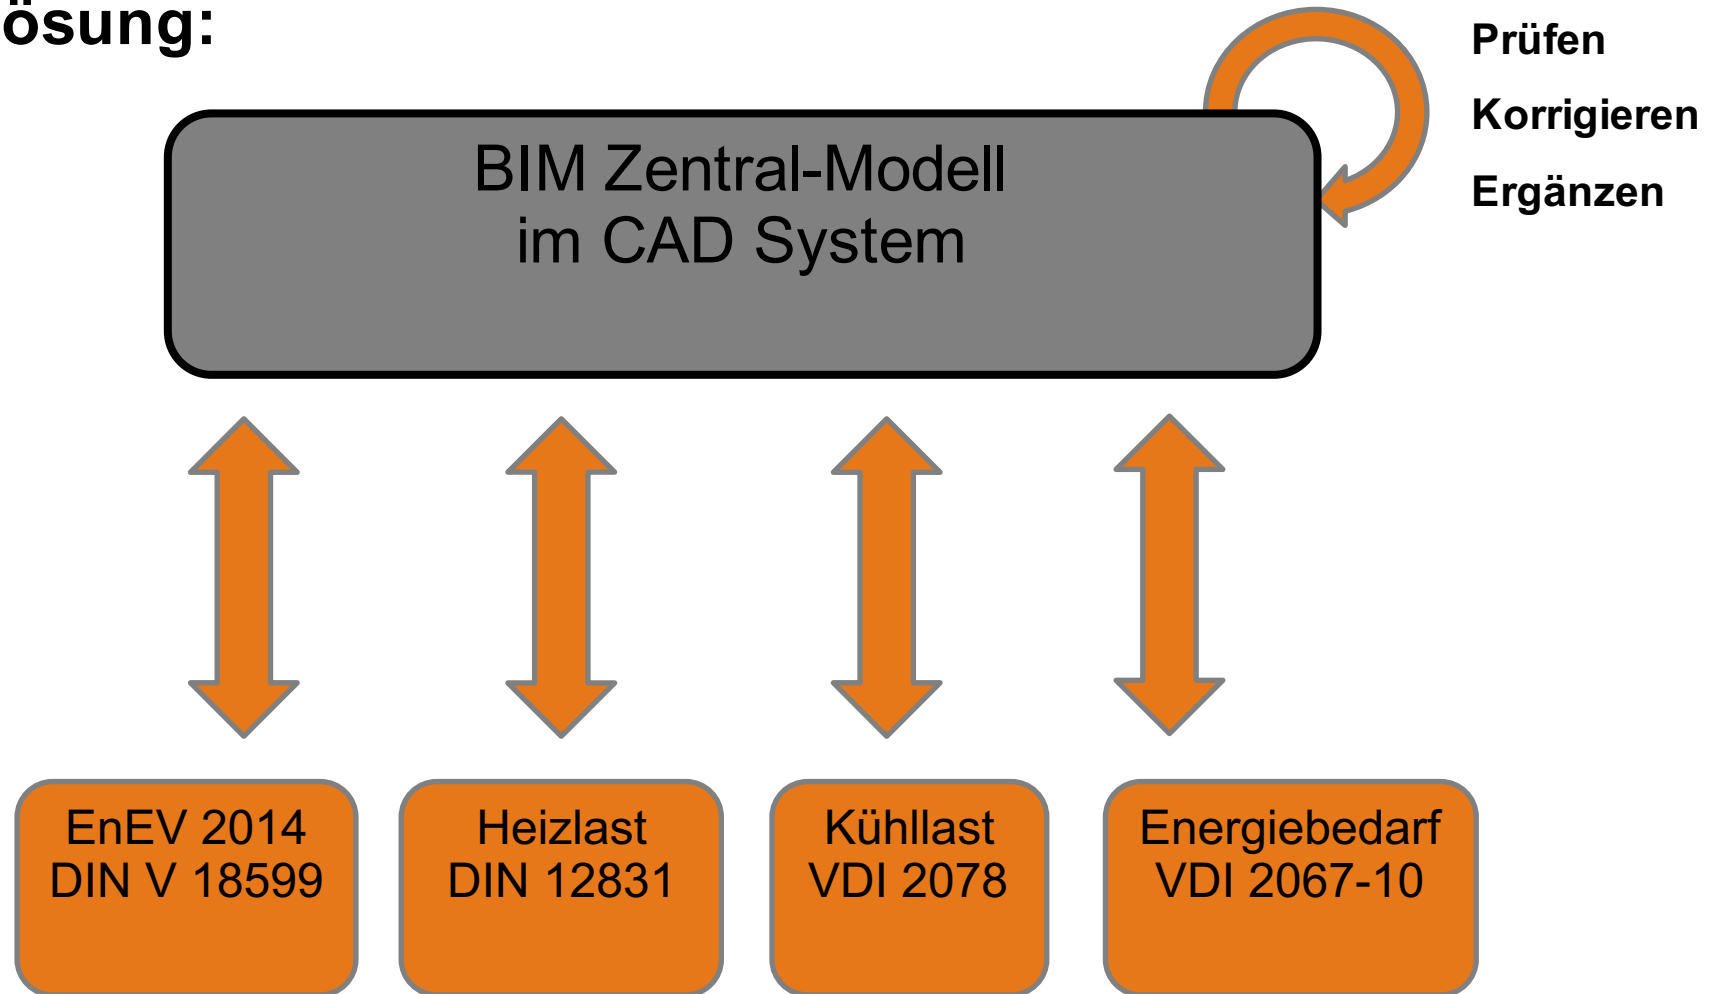 ösung:
Prüfen
Korrigieren
Ergänzen
BIM Zentral-Modell
im CAD System
EnEV 2014
DIN V 18599
Heizlast
DIN 12831
Kühllast
VDI 2078
Energiebedarf
VDI 2067-10